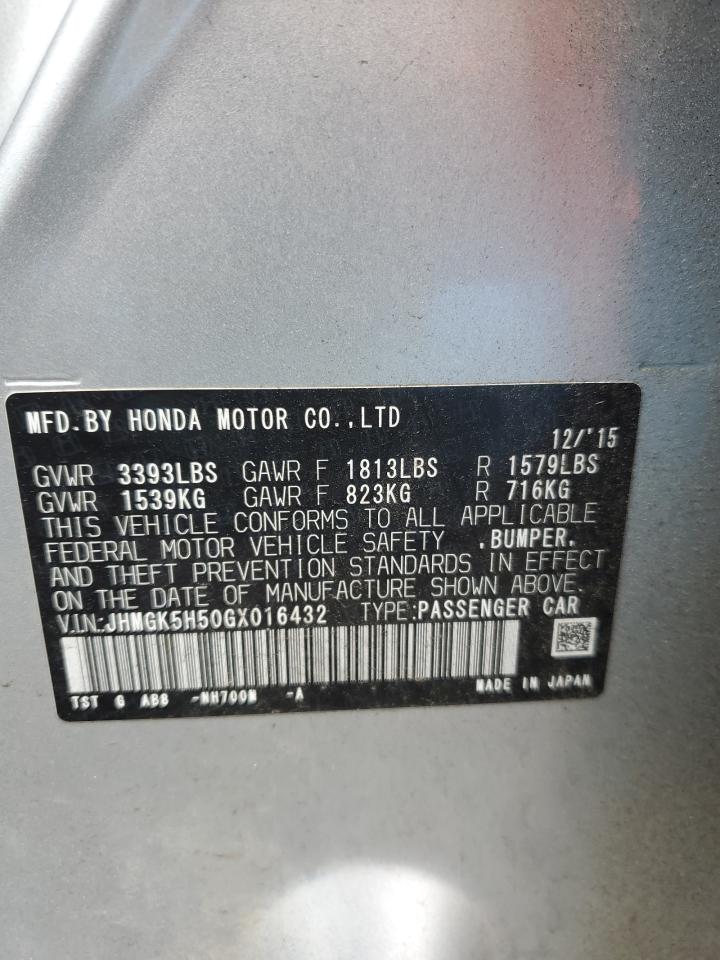 MFD.BY HONDA MOTOR CO.,LTD
12/'15
GVWR 3393LBS GAWR F 1813LBS R 1579LBS
GVWR 1539KG GAWR F 823KG R 716KG
THIS VEHICLE CONFORMS TO ALL APPLICABLE
FEDERAL MOTOR VEHICLE SAFETY ,BUMPER,
AND THEFT PREVENTION STANDARDS IN EFFECT
ON THE DATE OF MANUFACTURE SHOWN ABOVE.
VIN:JHMGK5H50GX016432 TYPE:PASSENGER CAR
TST G AB8 -NH700M -A MADE IN JAPAN